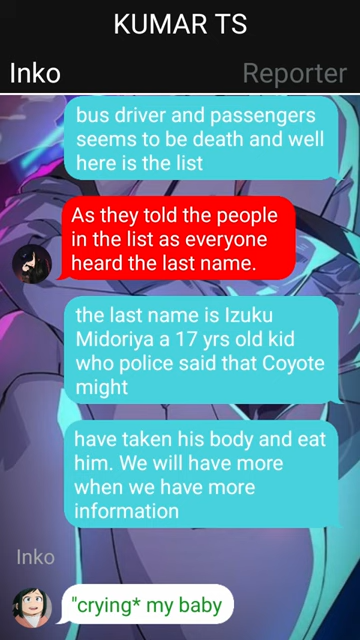 KUMAR TS
Inko Reporter
bus driver and passengers
seems to be death and well
here is the list
As they told the people
in the list as everyone
heard the last name.
the last name is Izuku
Midoriya a 17 yrs old kid
who police said that Coyote
might
have taken his body and eat
him. We will have more
when we have more
information
Inko
"crying* my baby